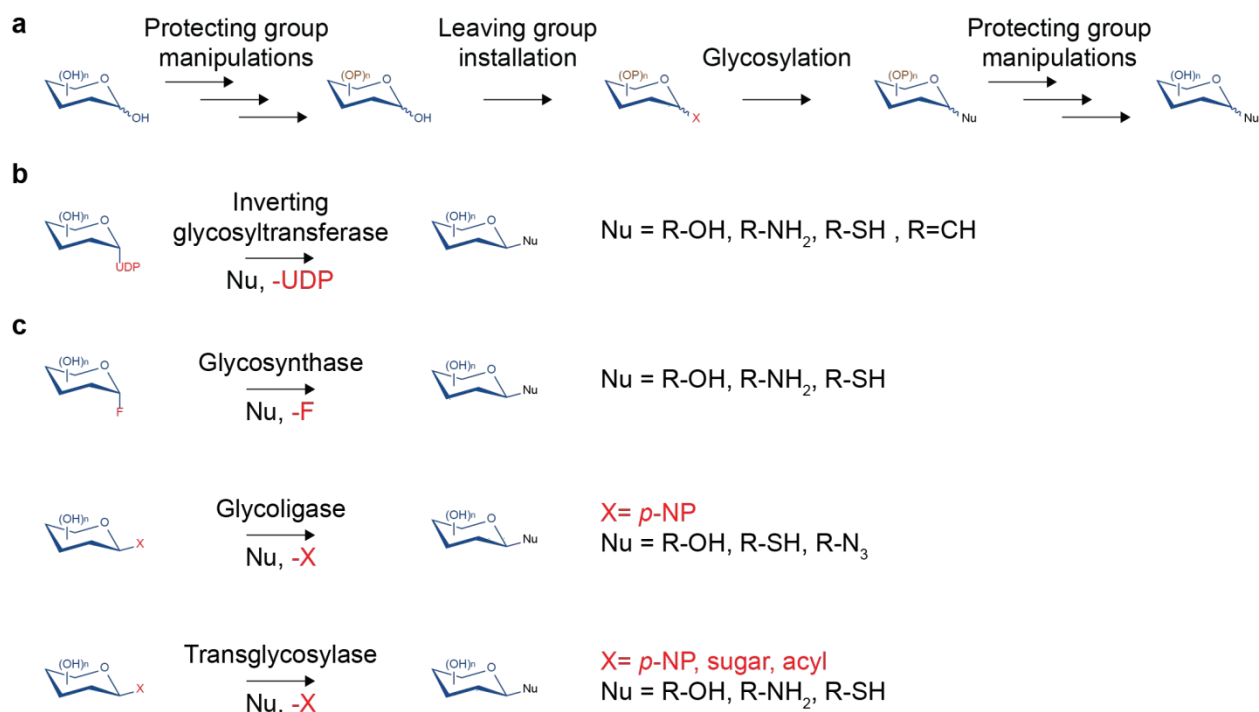 a
Protecting group
manipulations
Leaving group
installation
Glycosylation
Protecting group
manipulations
(OH)n O
OH
(OP)n O
OH
(OP)n O
X
(OP)n O
Nu
(OH)n O
Nu
b
(OH)n O
UDP
Inverting
glycosyltransferase
Nu, -UDP
(OH)n O
Nu
Nu = R-OH, R-NH₂, R-SH , R=CH
c
(OH)n O
F
Glycosynthase
Nu, -F
(OH)n O
Nu
Nu = R-OH, R-NH₂, R-SH
(OH)n O
X
Glycoligase
Nu, -X
(OH)n O
Nu
X= p-NP
Nu = R-OH, R-SH, R-N₃
(OH)n O
X
Transglycosylase
Nu, -X
(OH)n O
Nu
X= p-NP, sugar, acyl
Nu = R-OH, R-NH₂, R-SH